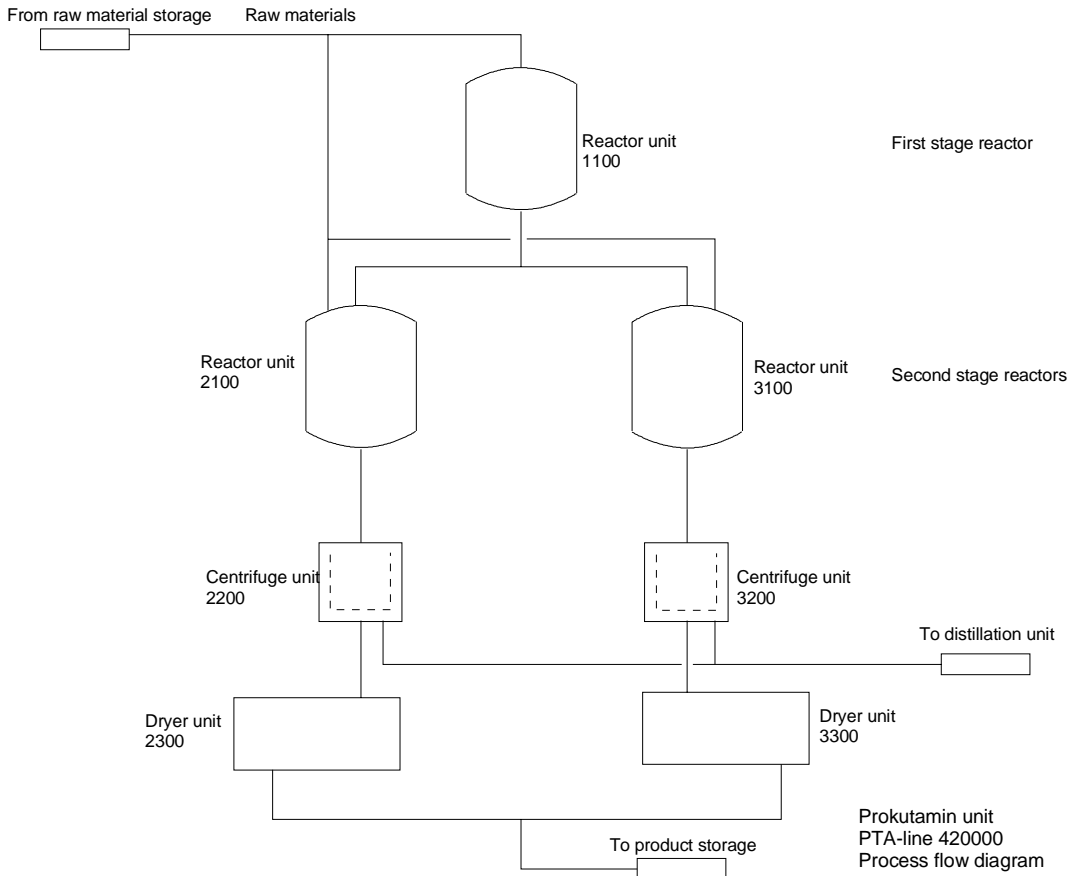 From raw material storage
Raw materials
Reactor unit
1100
First stage reactor
Reactor unit
2100
Reactor unit
3100
Second stage reactors
Centrifuge unit
2200
Centrifuge unit
3200
To distillation unit
Dryer unit
2300
Dryer unit
3300
To product storage
Prokutamin unit
PTA-line 420000
Process flow diagram